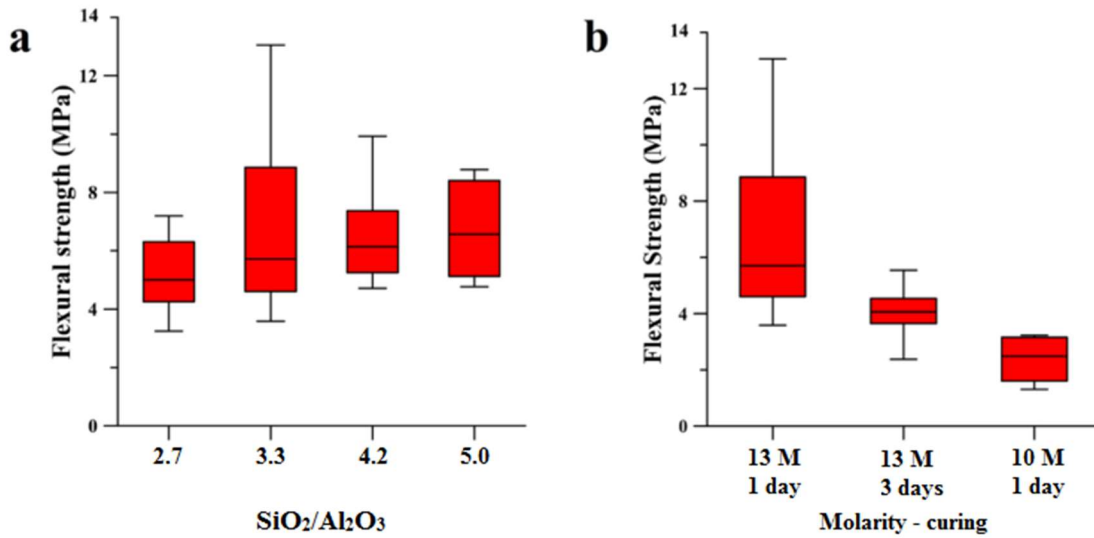 a
Flexural strength (MPa)
14
12
8
4
0
2.7 3.3 4.2 5.0
SiO₂/Al₂O₃
b
Flexural Strength (MPa)
14
12
8
4
0
13 M 13 M 10 M
1 day 3 days 1 day
Molarity - curing